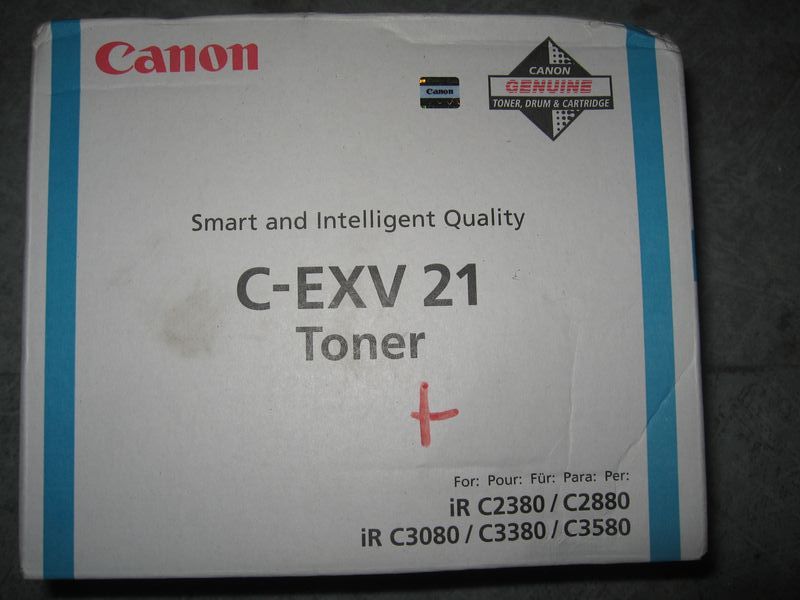 Canon
Canon
CANON
GENUINE
TONER, DRUM & CARTRIDGE
Smart and Intelligent Quality
C-EXV 21
Toner
For: Pour: Für: Para: Per:
iR C2380 / C2880
iR C3080 / C3380 / C3580